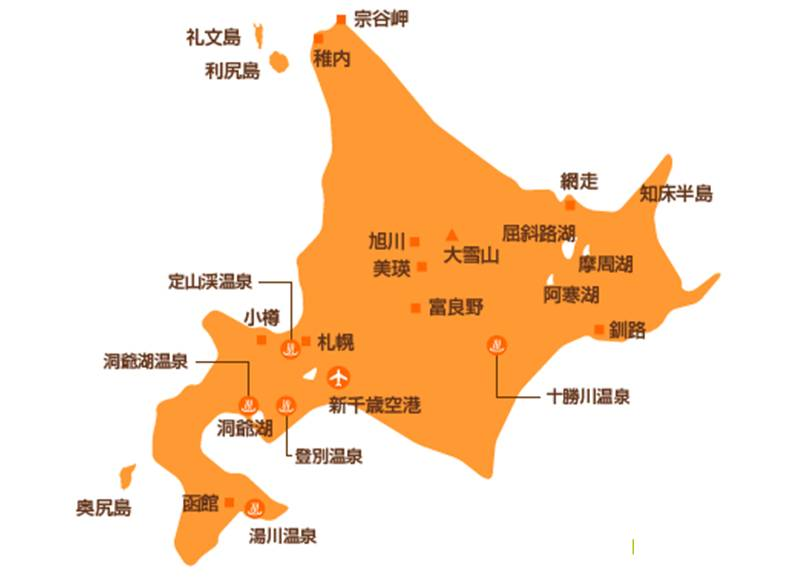 宗谷岬
礼文島
稚内
利尻島
網走
知床半島
屈斜路湖
旭川
大雪山
摩周湖
美瑛
定山渓温泉
阿寒湖
富良野
小樽
釧路
札幌
洞爺湖温泉
十勝川温泉
新千歳空港
洞爺湖
登別温泉
函館
奥尻島
湯川温泉